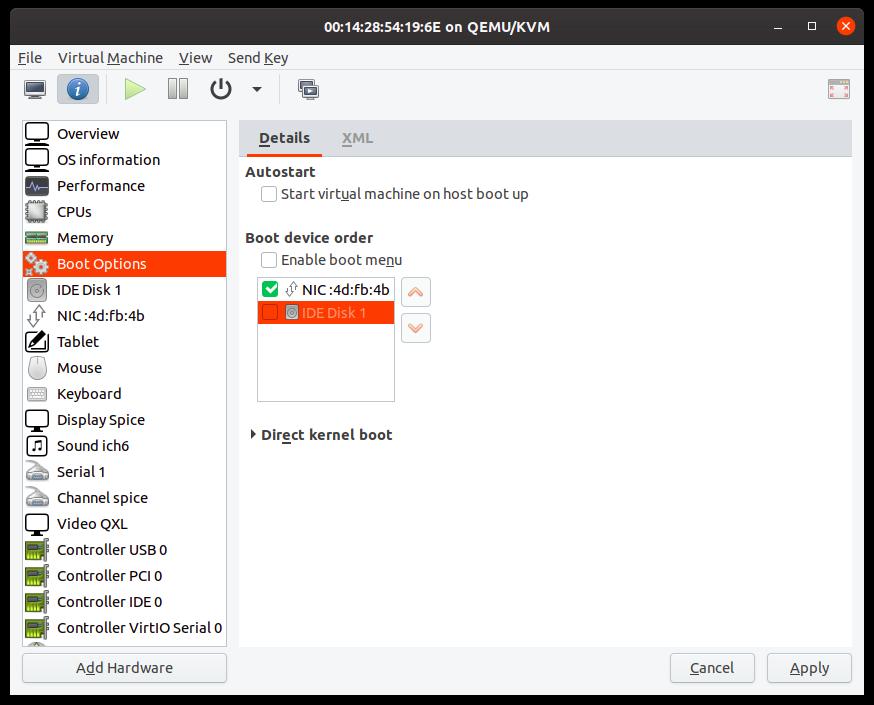 00:14:28:54:19:6E on QEMU/KVM
File Virtual Machine View Send Key
Overview
OS information
Performance
CPUs
Memory
Boot Options
IDE Disk 1
NIC :4d:fb:4b
Tablet
Mouse
Keyboard
Display Spice
Sound ich6
Serial 1
Channel spice
Video QXL
Controller USB 0
Controller PCI 0
Controller IDE 0
Controller VirtIO Serial 0
Add Hardware
Details XML
Autostart
Start virtual machine on host boot up
Boot device order
Enable boot menu
NIC :4d:fb:4b
IDE Disk 1
Direct kernel boot
Cancel Apply